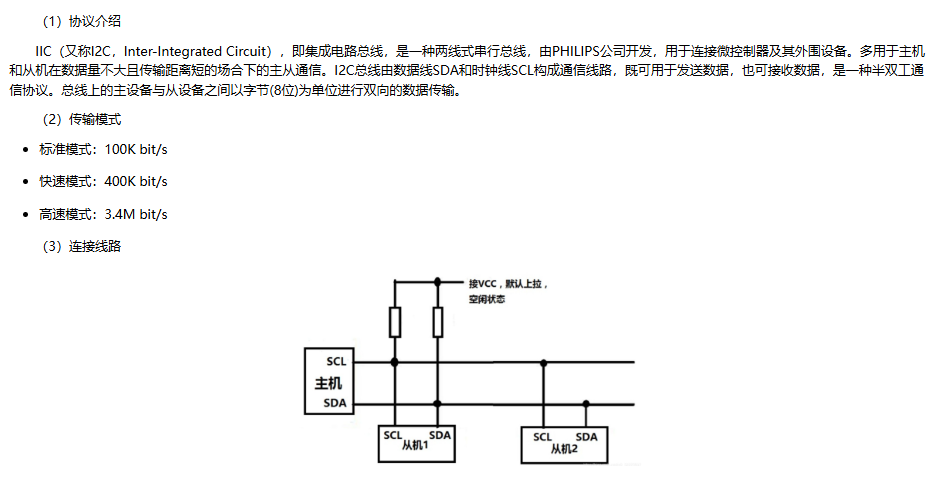 （1）协议介绍
IIC（又称I2C，Inter-Integrated Circuit），即集成电路总线，是一种两线式串行总线，由PHILIPS公司开发，用于连接微控制器及其外围设备。多用于主机
和从机在数据量不大且传输距离短的场合下的主从通信。I2C总线由数据线SDA和时钟线SCL构成通信线路，既可用于发送数据，也可接收数据，是一种半双工通
信协议。总线上的主设备与从设备之间以字节(8位)为单位进行双向的数据传输。
（2）传输模式
• 标准模式：100K bit/s
• 快速模式：400K bit/s
• 高速模式：3.4M bit/s
（3）连接线路
接VCC，默认上拉，
空闲状态
SCL
主机
SDA
SCL SDA
从机1
SCL SDA
从机2